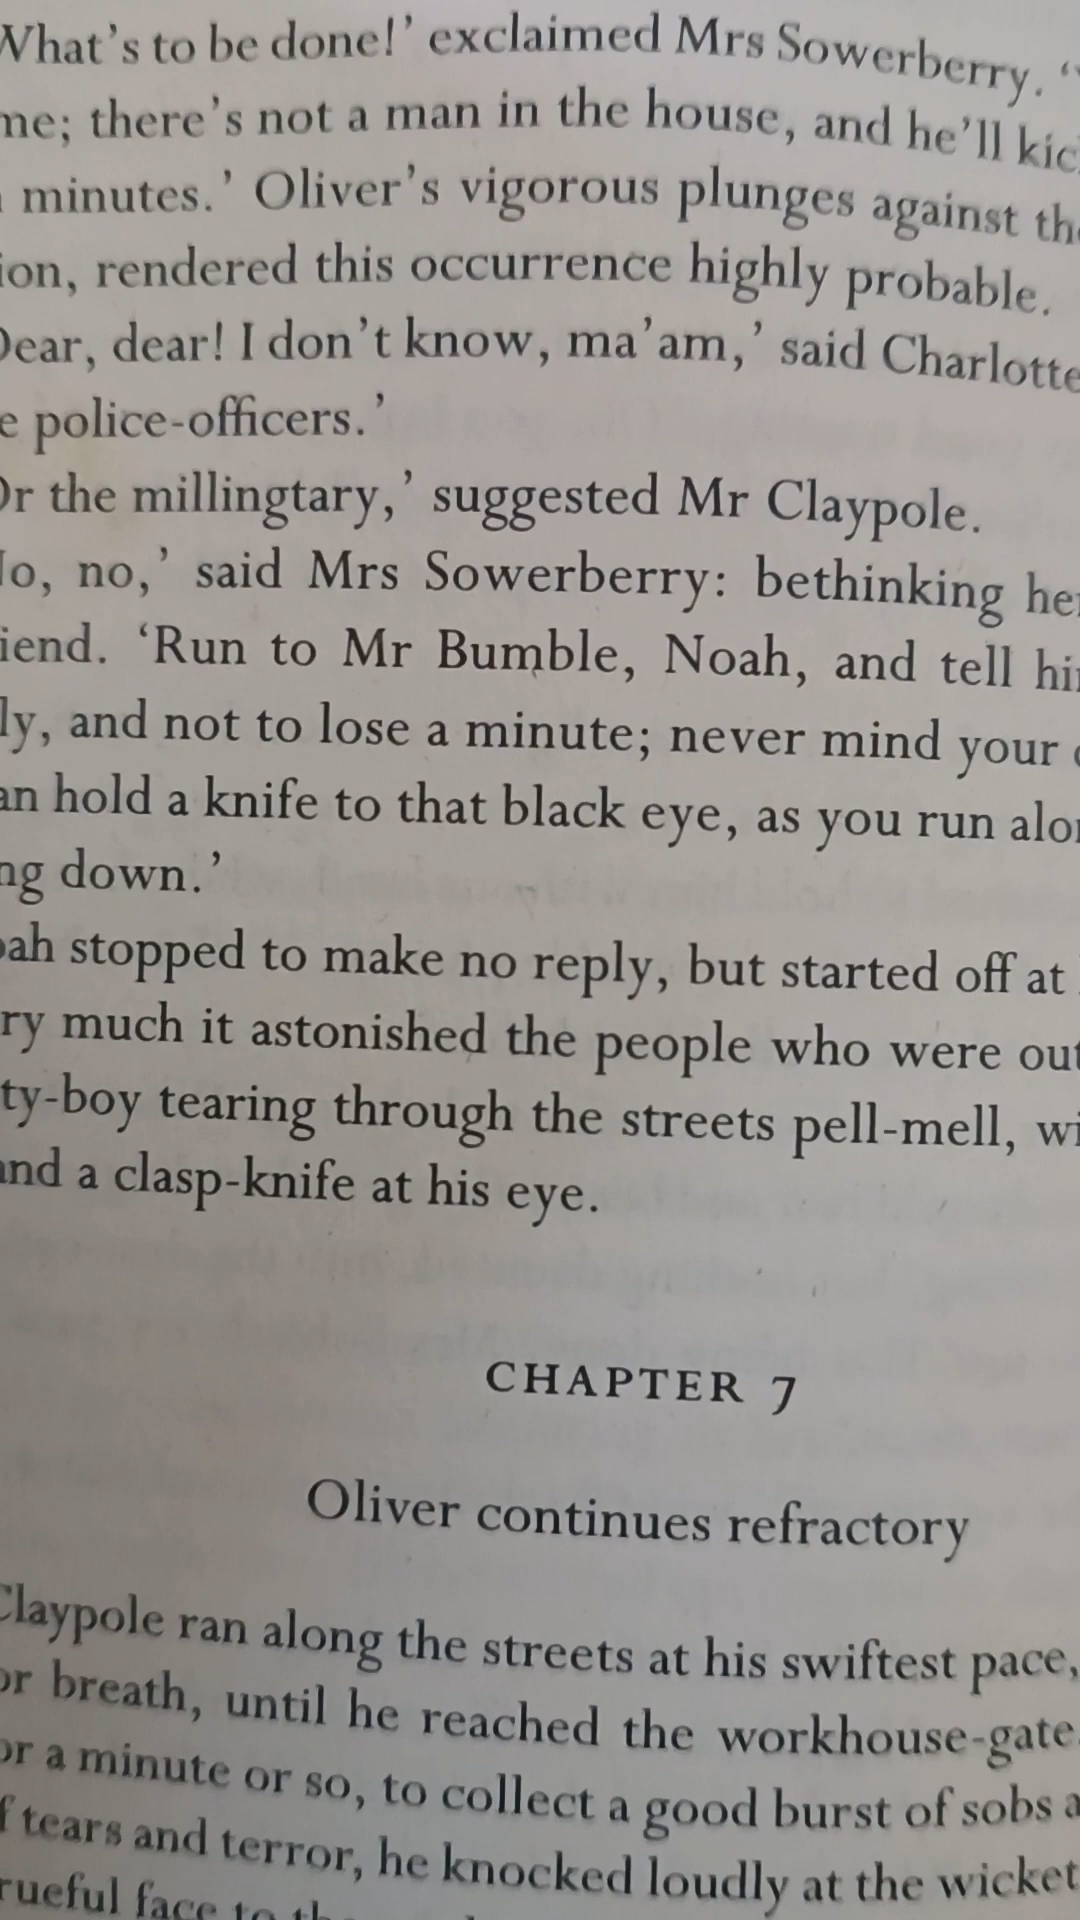 What's to be done!' exclaimed Mrs Sowerberry. '
me; there's not a man in the house, and he'll kic
minutes.' Oliver's vigorous plunges against the
ion, rendered this occurrence highly probable.
Dear, dear! I don't know, ma'am,' said Charlotte
e police-officers.'
Or the millingtary,' suggested Mr Claypole.
No, no,' said Mrs Sowerberry: bethinking her
iend. 'Run to Mr Bumble, Noah, and tell hi
ly, and not to lose a minute; never mind your
an hold a knife to that black eye, as you run alon
ng down.'
oah stopped to make no reply, but started off at
ry much it astonished the people who were out
ty-boy tearing through the streets pell-mell, wi
and a clasp-knife at his eye.
CHAPTER 7
Oliver continues refractory
Claypole ran along the streets at his swiftest pace,
or breath, until he reached the workhouse-gate.
or a minute or so, to collect a good burst of sobs a
f tears and terror, he knocked loudly at the wicket
rueful face to